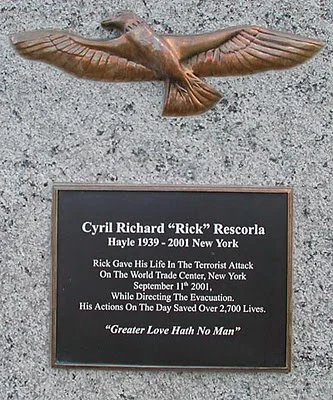 Cyril Richard “Rick” Rescorla
Hayle 1939 - 2001 New York
Rick Gave His Life In The Terrorist Attack
On The World Trade Center, New York
September 11th 2001,
While Directing The Evacuation.
His Actions On The Day Saved Over 2,700 Lives.
“Greater Love Hath No Man”